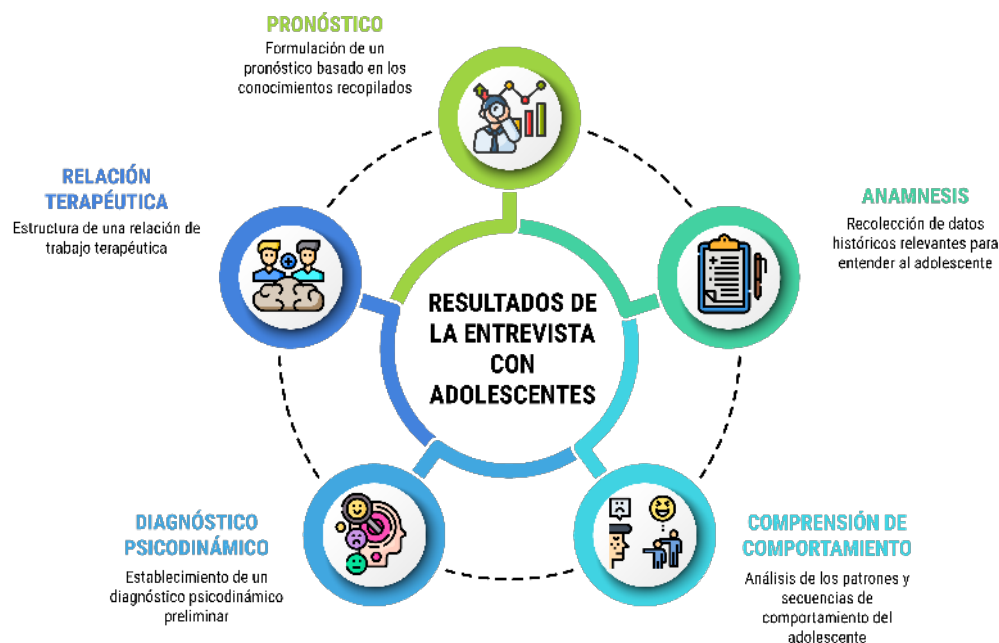 PRONÓSTICO
Formulación de un
pronóstico basado en los
conocimientos recopilados
RELACIÓN
TERAPÉUTICA
Estructura de una relación de
trabajo terapéutica
ANAMNESIS
Recolección de datos
históricos relevantes para
entender al adolescente
RESULTADOS DE
LA ENTREVISTA
CON
ADOLESCENTES
DIAGNÓSTICO
PSICODINÁMICO
Establecimiento de un
diagnóstico psicodinámico
preliminar
COMPRENSIÓN DE
COMPORTAMIENTO
Análisis de los patrones y
secuencias de
comportamiento del
adolescente